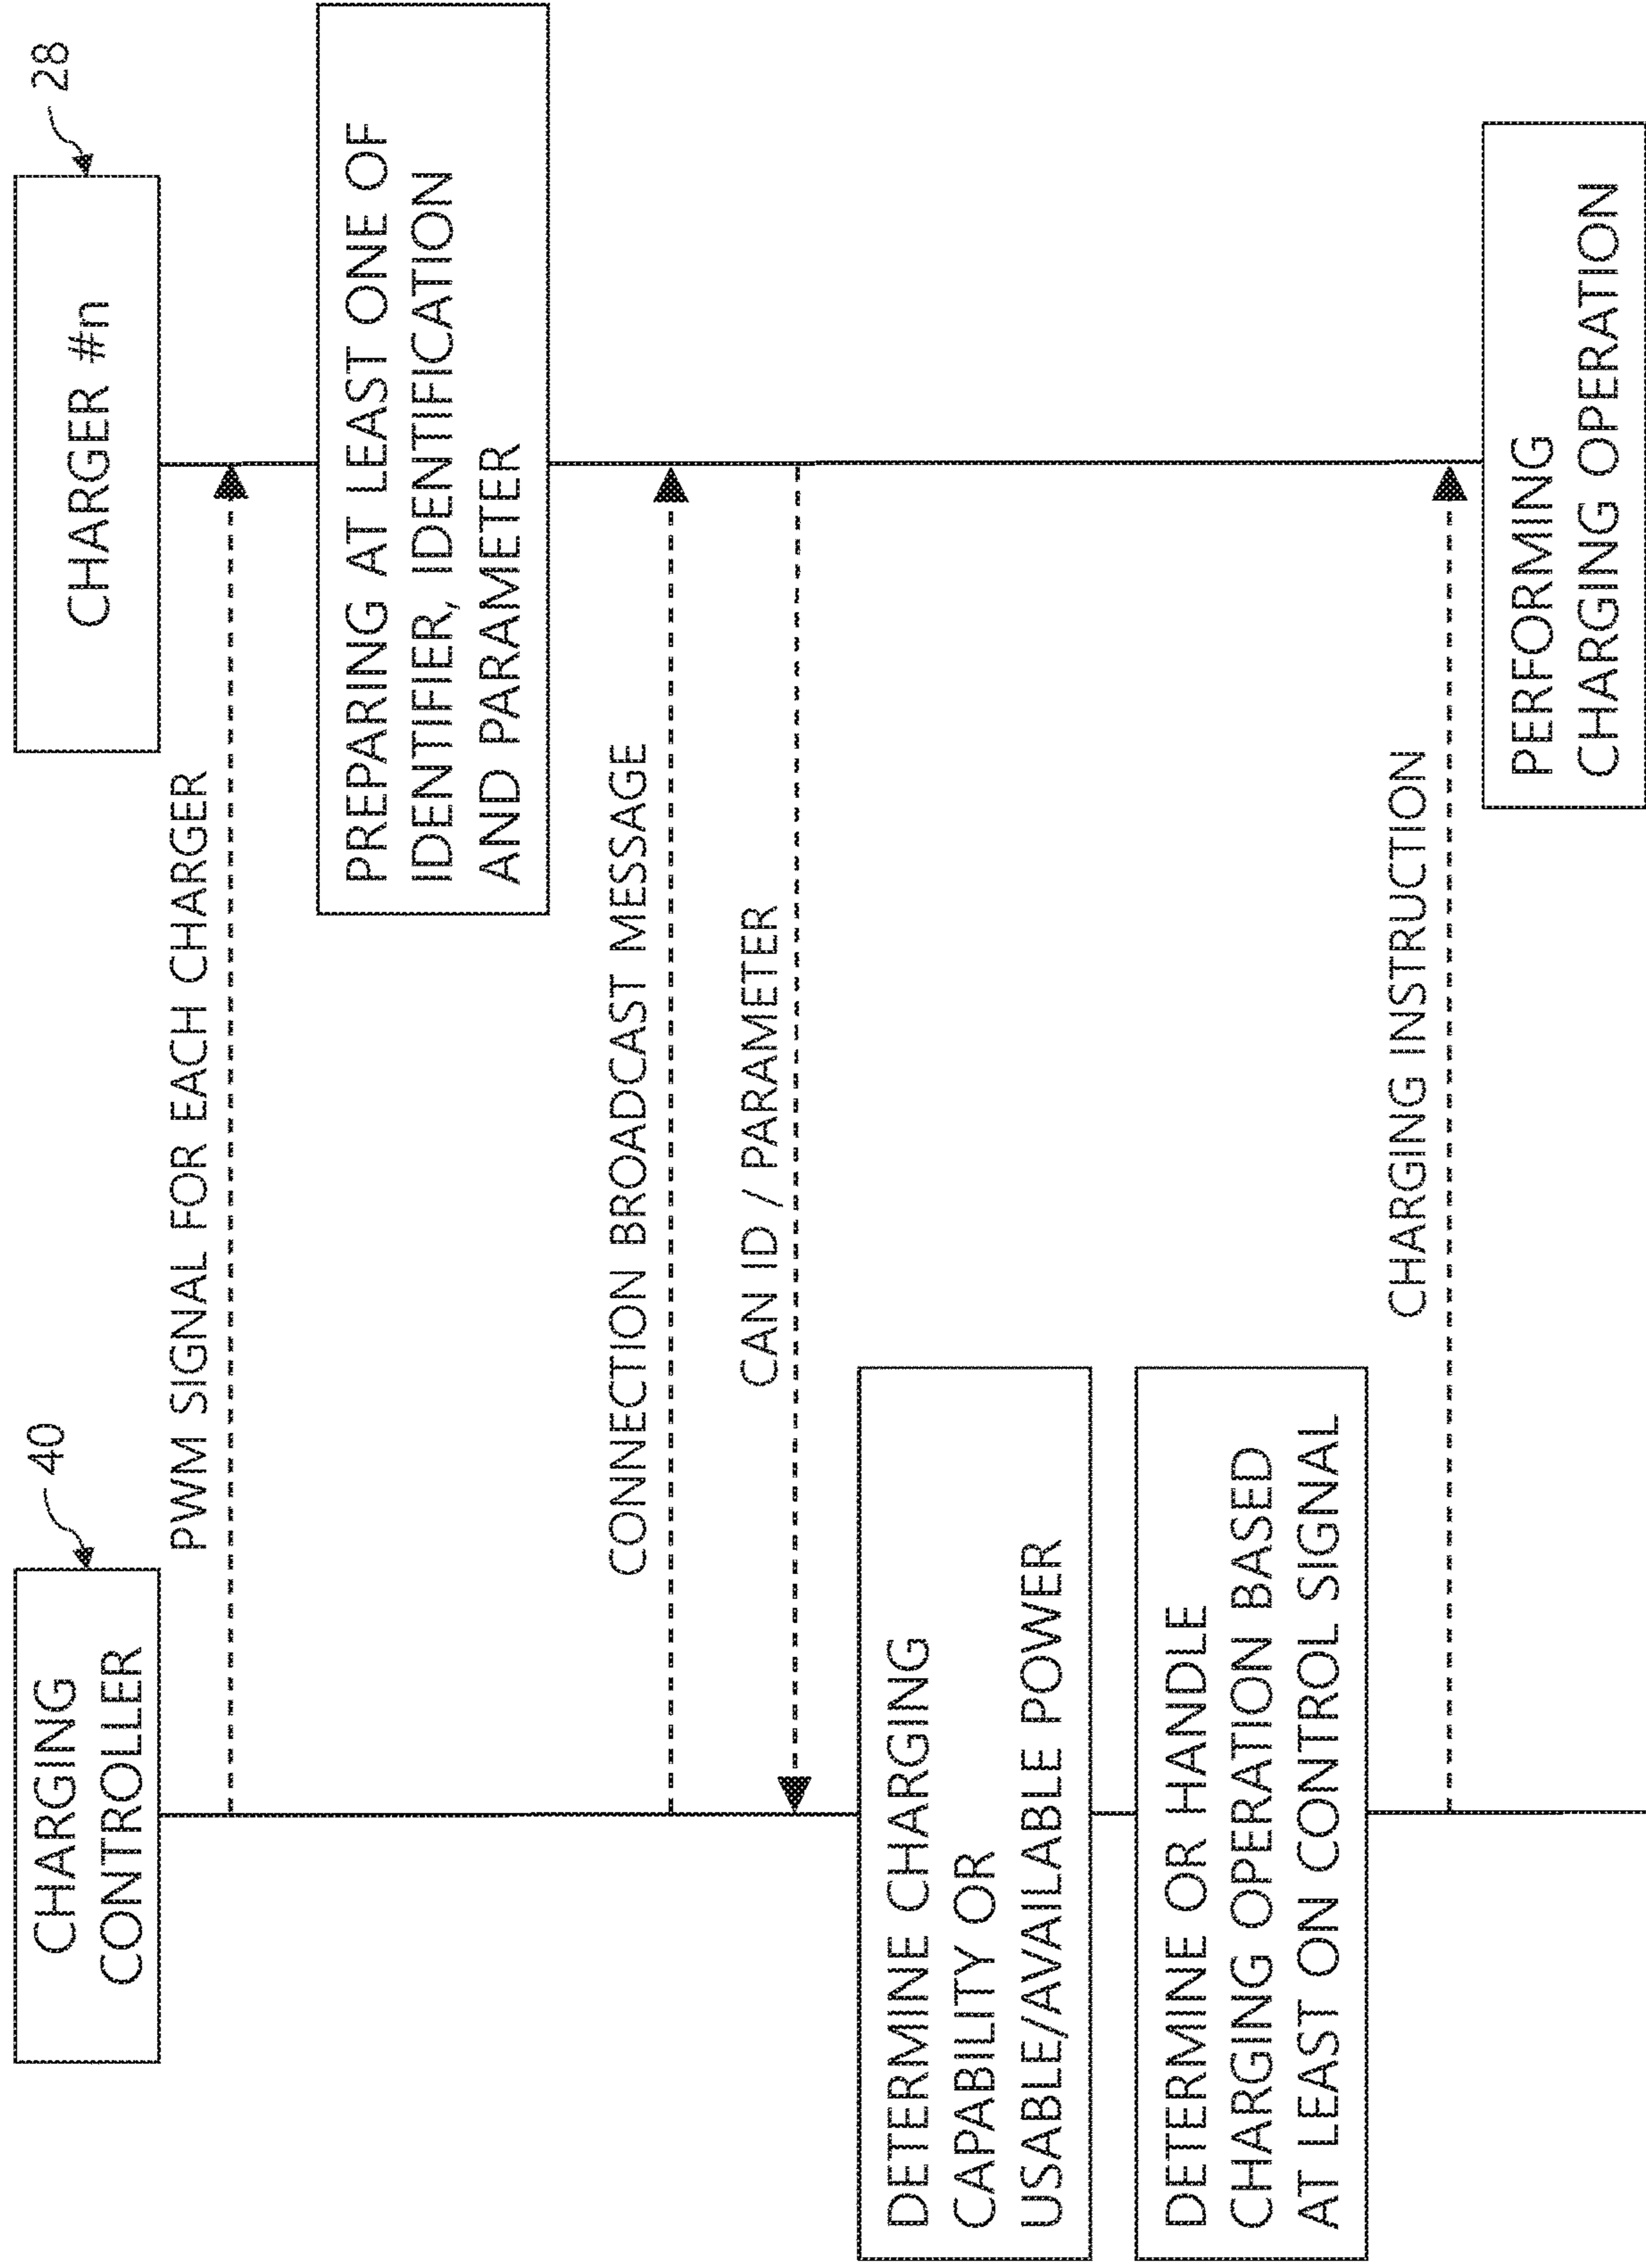 CHARGING
CONTROLLER
40
CHARGER #n
28
PWM SIGNAL FOR EACH CHARGER
PREPARING AT LEAST ONE OF
IDENTIFIER, IDENTIFICATION
AND PARAMETER
CONNECTION BROADCAST MESSAGE
CAN ID / PARAMETER
DETERMINE CHARGING
CAPABILITY OR
USABLE/AVAILABLE POWER
DETERMINE OR HANDLE
CHARGING OPERATION BASED
AT LEAST ON CONTROL SIGNAL
CHARGING INSTRUCTION
PERFORMING
CHARGING OPERATION